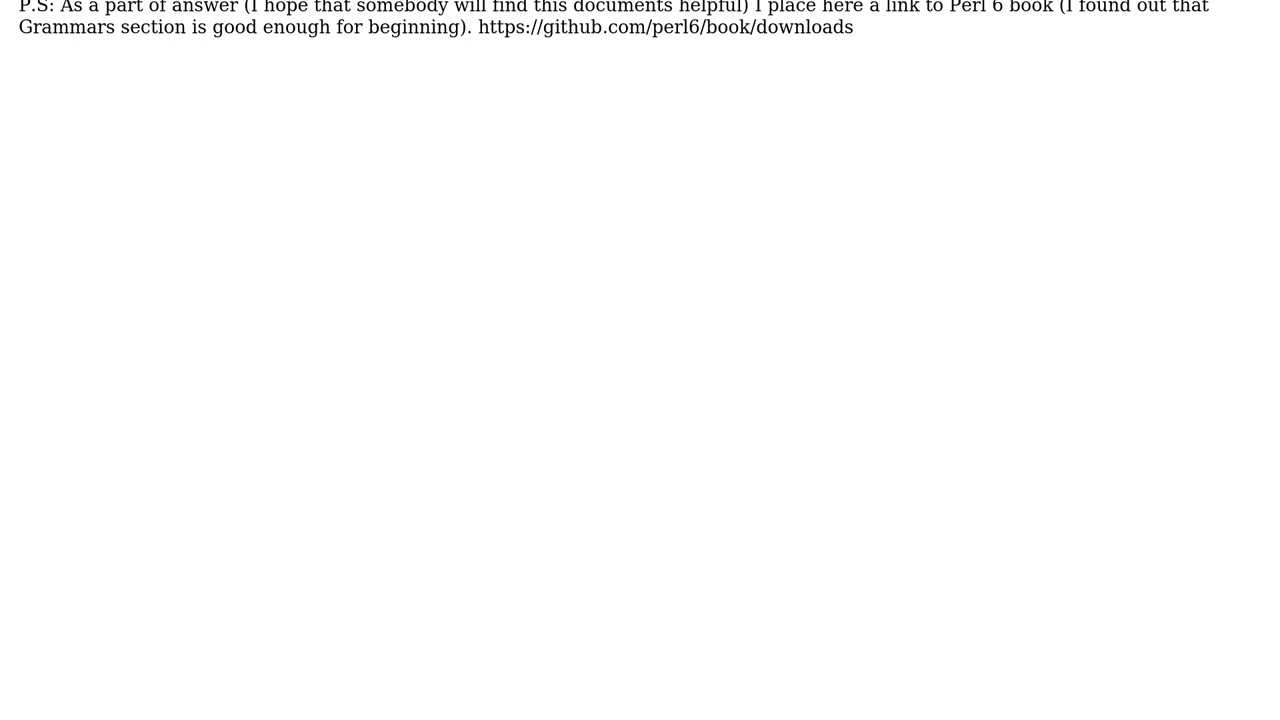 P.S: As a part of answer (I hope that somebody will find this documents helpful) I place here a link to Perl 6 book (I found out that
Grammars section is good enough for beginning). https://github.com/perl6/book/downloads